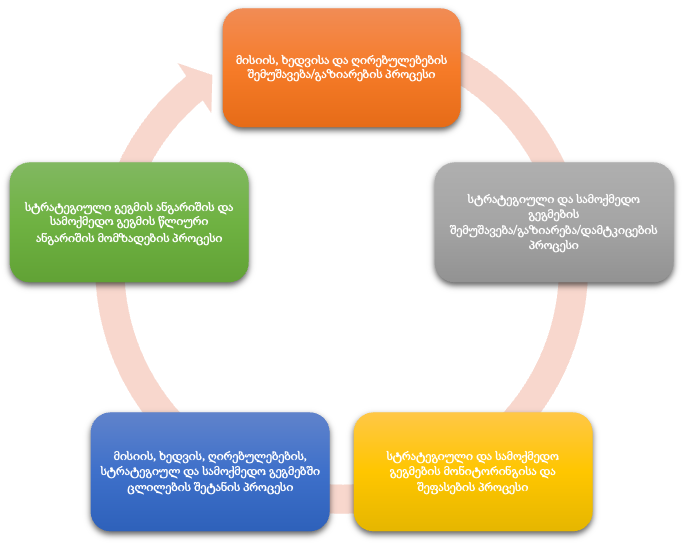 მისიის, ხედვისა და ღირებულებების
შემუშავება/გაზიარების პროცესი
სტრატეგიული და სამოქმედო
გეგმების
შემუშავება/გაზიარება/დამტკიცების
პროცესი
სტრატეგიული და სამოქმედო
გეგმების მონიტორინგისა და
შეფასების პროცესი
მისიის, ხედვის, ღირებულებების,
სტრატეგიულ და სამოქმედო გეგმებში
ცლილების შეტანის პროცესი
სტრატეგიული გეგმის ანგარიშის და
სამოქმედო გეგმის წლიური
ანგარიშის მომზადების პროცესი